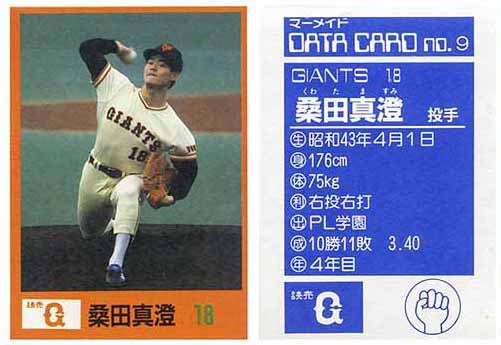 GIANTS
18
読売
G
桑田真澄 18
マーメイド
DATA CARD no.9
GIANTS 18
くわ た ま すみ
桑田真澄 投手
生 昭和43年4月1日
身 176cm
体 75kg
利 右投右打
出 PL学園
成 10勝11敗 3.40
年 4年目
読売
G